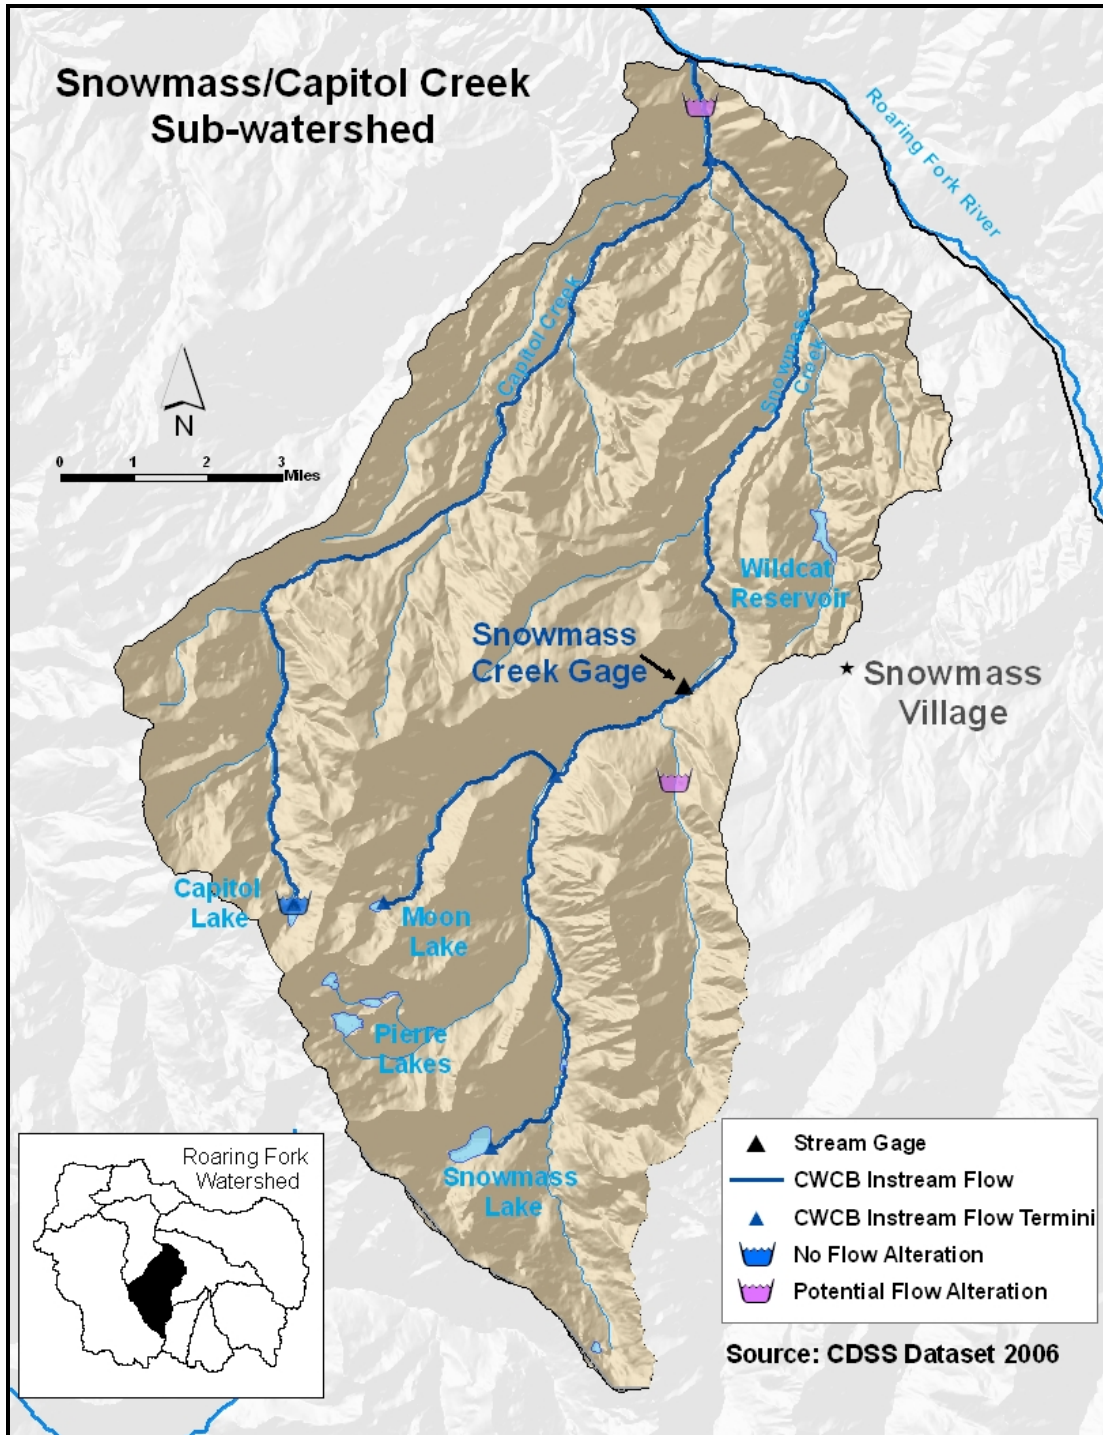 Snowmass/Capitol Creek
Sub-watershed
Roaring Fork River
Capitol Creek
Snowmass
Creek
N
0 1 2 3
Miles
Wildcat
Reservoir
Snowmass
Creek Gage
Snowmass
Village
Capitol
Lake
Moon
Lake
Pierre
Lakes
Snowmass
Lake
Roaring Fork
Watershed
Stream Gage
CWCB Instream Flow
CWCB Instream Flow Termini
No Flow Alteration
Potential Flow Alteration
Source: CDSS Dataset 2006